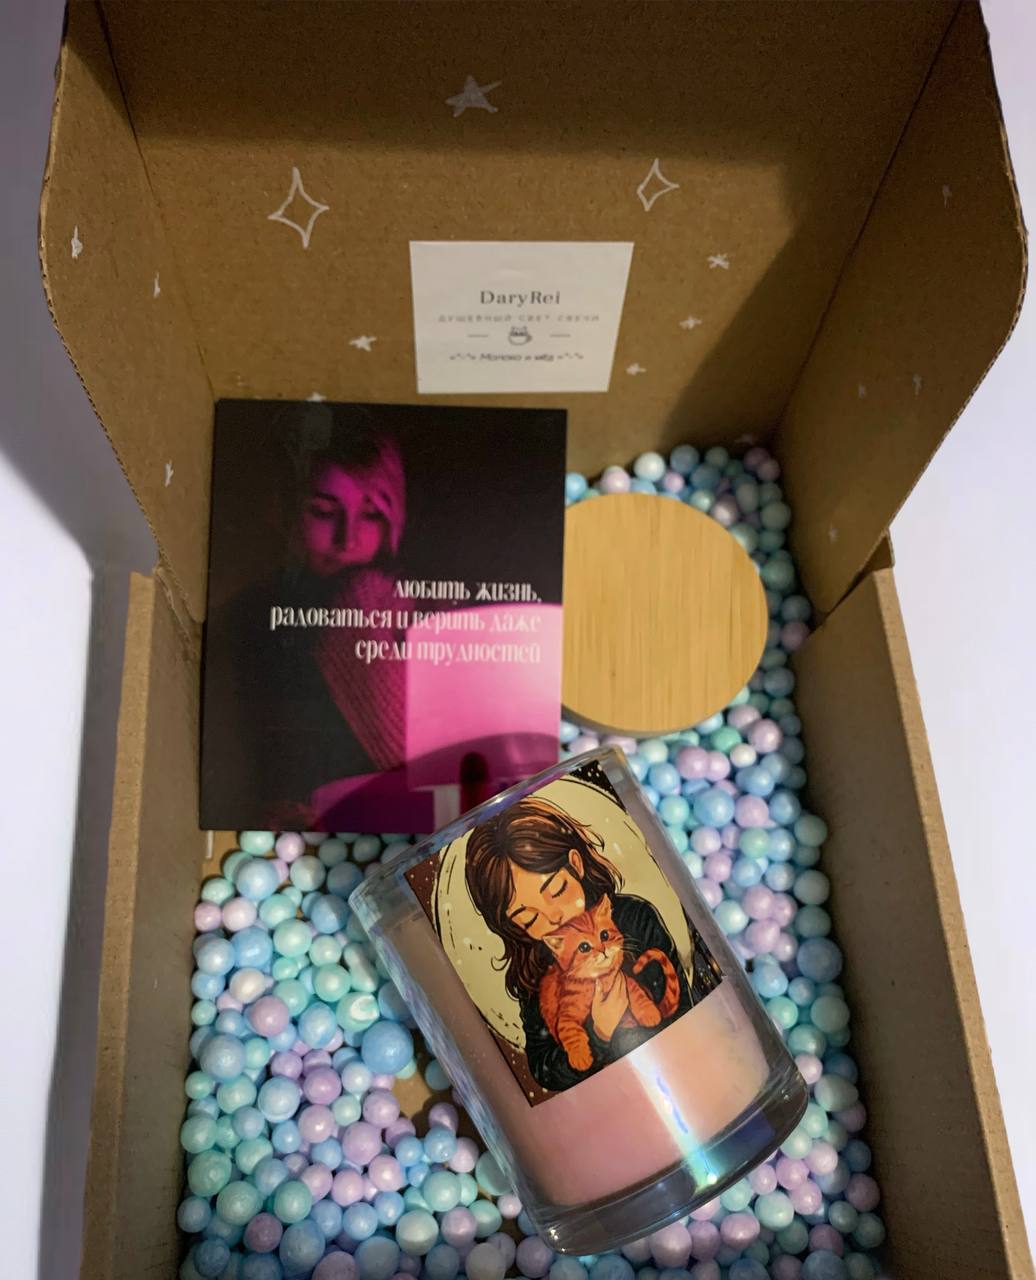 DaryRei
ДУШЕВНЫЙ СВЕТ СВЕЧИ
Молоко и мёд
любить жизнь,
радоваться и верить даже
среди трудностей